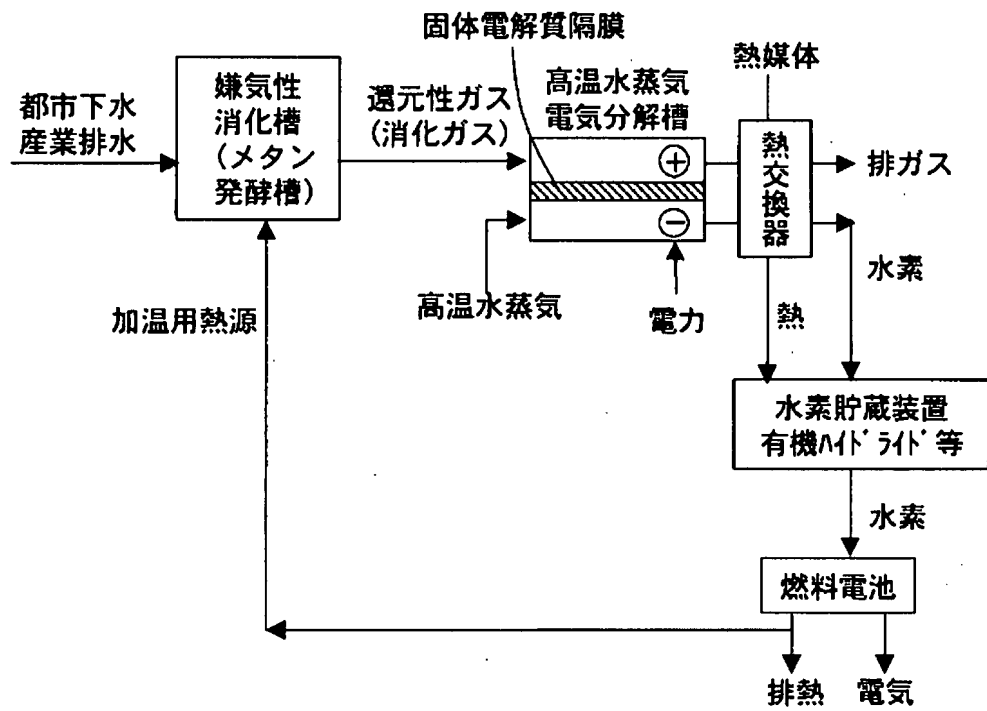 固体電解質隔膜
熱媒体
都市下水
産業排水
嫌気性
消化槽
(メタン
発酵槽)
還元性ガス
(消化ガス)
高温水蒸気
電気分解槽
+
−
熱交換器
排ガス
水素
高温水蒸気
電力
熱
加温用熱源
水素貯蔵装置
有機ハイドライド等
水素
燃料電池
排熱
電気